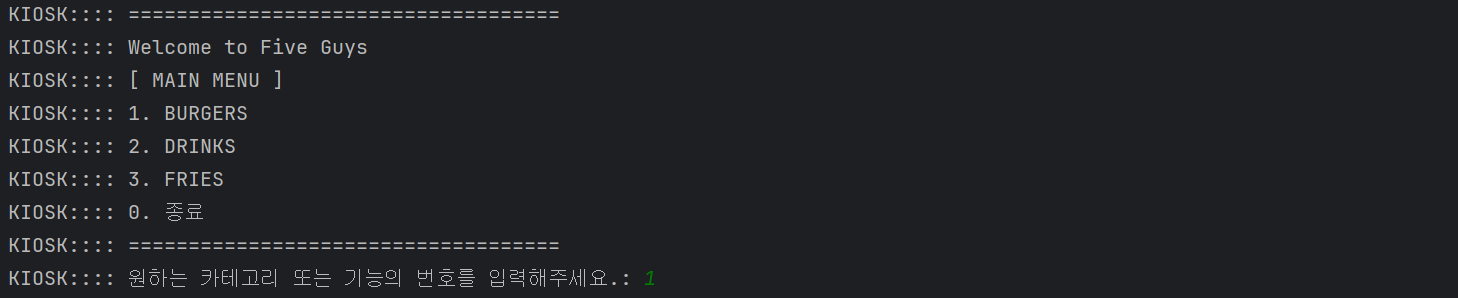 KIOSK:::: ====================================
KIOSK:::: Welcome to Five Guys
KIOSK:::: [ MAIN MENU ]
KIOSK:::: 1. BURGERS
KIOSK:::: 2. DRINKS
KIOSK:::: 3. FRIES
KIOSK:::: 0. 종료
KIOSK:::: ====================================
KIOSK:::: 원하는 카테고리 또는 기능의 번호를 입력해주세요.: 1